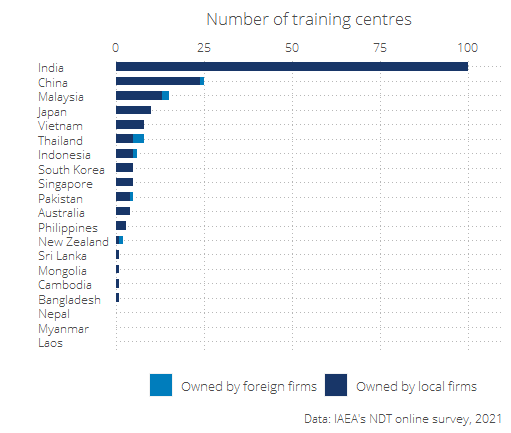 Number of training centres
0 25 50 75 100
India
China
Malaysia
Japan
Vietnam
Thailand
Indonesia
South Korea
Singapore
Pakistan
Australia
Philippines
New Zealand
Sri Lanka
Mongolia
Cambodia
Bangladesh
Nepal
Myanmar
Laos
Owned by foreign firms Owned by local firms
Data: IAEA's NDT online survey, 2021